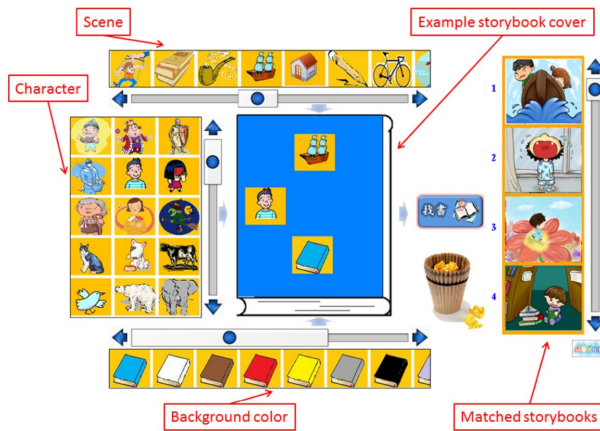 Scene
Example storybook cover
Character
1
2
找書
3
4
Background color
Matched storybooks